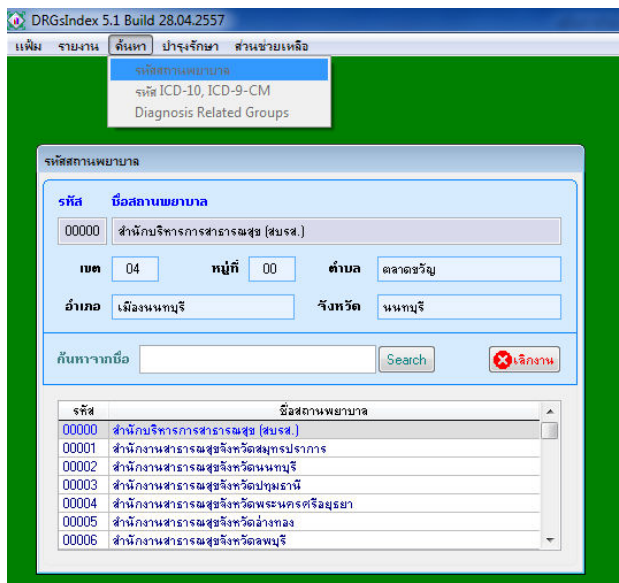 DRGsIndex 5.1 Build 28.04.2557
แฟ้ม รายงาน ค้นหา บำรุงรักษา ส่วนช่วยเหลือ
รหัสสถานพยาบาล
รหัส ICD-10, ICD-9-CM
Diagnosis Related Groups
รหัสสถานพยาบาล
รหัส ชื่อสถานพยาบาล
00000 สำนักบริหารการสาธารณสุข (สบรส.)
เขต 04 หมู่ที่ 00 ตำบล ตลาดขวัญ
อำเภอ เมืองนนทบุรี จังหวัด นนทบุรี
ค้นหาจากชื่อ Search เลิกงาน
รหัส ชื่อสถานพยาบาล
00000 สำนักบริหารการสาธารณสุข (สบรส.)
00001 สำนักงานสาธารณสุขจังหวัดสมุทรปราการ
00002 สำนักงานสาธารณสุขจังหวัดนนทบุรี
00003 สำนักงานสาธารณสุขจังหวัดปทุมธานี
00004 สำนักงานสาธารณสุขจังหวัดพระนครศรีอยุธยา
00005 สำนักงานสาธารณสุขจังหวัดอ่างทอง
00006 สำนักงานสาธารณสุขจังหวัดลพบุรี